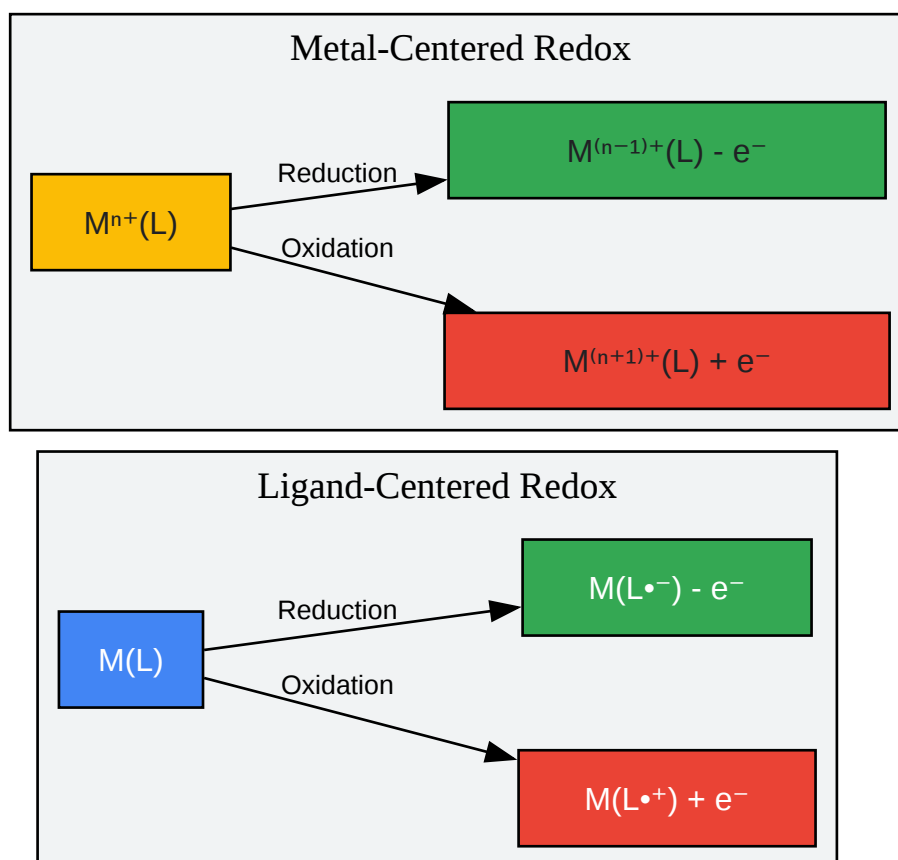 Metal-Centered Redox
Mⁿ⁺(L)
Reduction
M⁽ⁿ⁻¹⁾⁺(L) - e⁻
Oxidation
M⁽ⁿ⁺¹⁾⁺(L) + e⁻
Ligand-Centered Redox
M(L)
Reduction
M(L•⁻) - e⁻
Oxidation
M(L•⁺) + e⁻